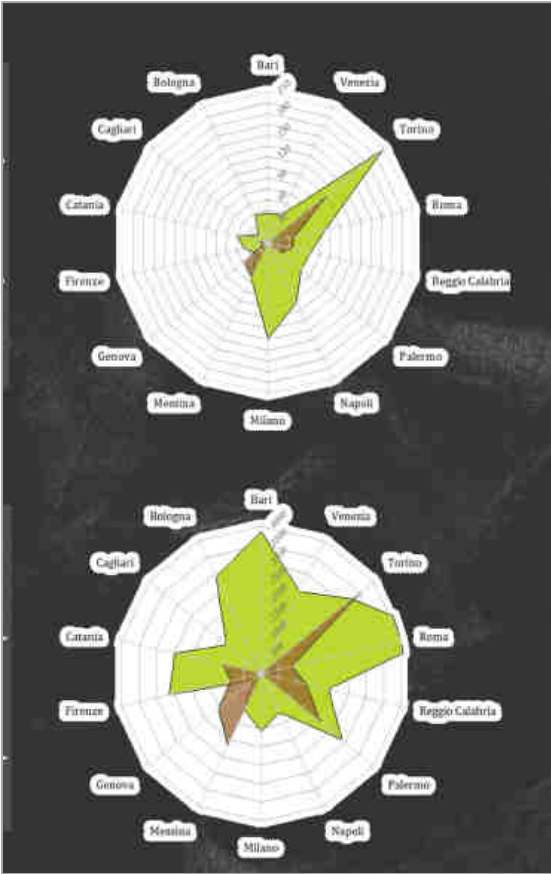 Bari
Bologna
Venezia
Cagliari
Torino
Catania
Roma
Firenze
Reggio Calabria
Genova
Palermo
Messina
Napoli
Milano
Bari
Bologna
Venezia
Cagliari
Torino
Catania
Roma
Firenze
Reggio Calabria
Genova
Palermo
Messina
Napoli
Milano